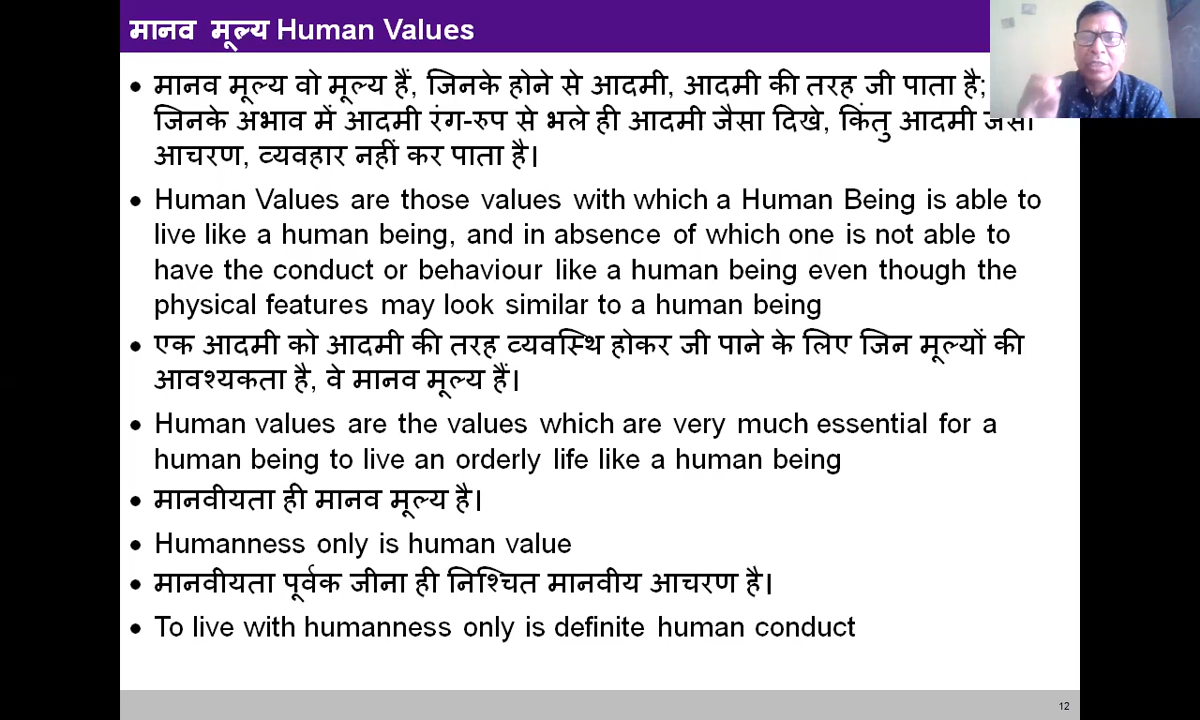 मानव मूल्य Human Values
• मानव मूल्य वो मूल्य हैं, जिनके होने से आदमी, आदमी की तरह जी पाता है;
जिनके अभाव में आदमी रंग-रुप से भले ही आदमी जैसा दिखे, किंतु आदमी जैसा
आचरण, व्यवहार नहीं कर पाता है।
• Human Values are those values with which a Human Being is able to
live like a human being, and in absence of which one is not able to
have the conduct or behaviour like a human being even though the
physical features may look similar to a human being
• एक आदमी को आदमी की तरह व्यवस्थि होकर जी पाने के लिए जिन मूल्यों की
आवश्यकता है, वे मानव मूल्य हैं।
• Human values are the values which are very much essential for a
human being to live an orderly life like a human being
• मानवीयता ही मानव मूल्य है।
• Humanness only is human value
• मानवीयता पूर्वक जीना ही निश्चित मानवीय आचरण है।
• To live with humanness only is definite human conduct
12